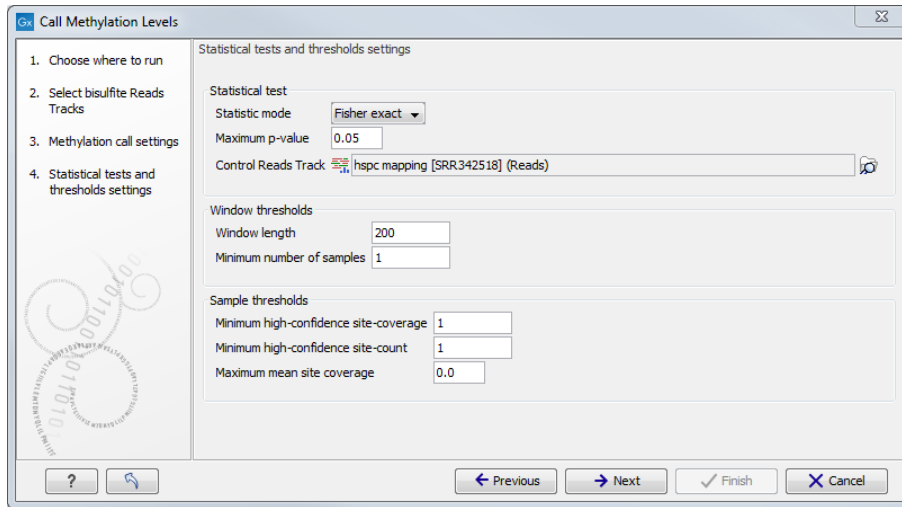 Gx Call Methylation Levels
1. Choose where to run
2. Select bisulfite Reads
Tracks
3. Methylation call settings
4. Statistical tests and
thresholds settings
Statistical tests and thresholds settings
Statistical test
Statistic mode Fisher exact
Maximum p-value 0.05
Control Reads Track hspc mapping [SRR342518] (Reads)
Window thresholds
Window length 200
Minimum number of samples 1
Sample thresholds
Minimum high-confidence site-coverage 1
Minimum high-confidence site-count 1
Maximum mean site coverage 0.0
? Previous Next Finish Cancel